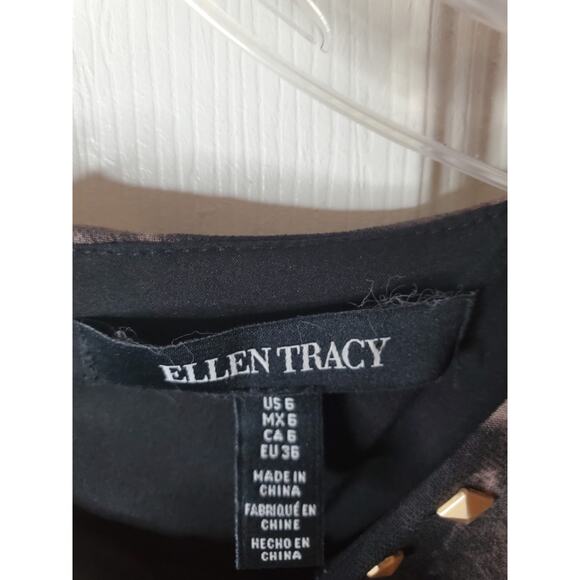 ELLEN TRACY
US 6
MX 6
CA 6
EU 36
MADE IN
CHINA
FABRIQUÉ EN
CHINE
HECHO EN
CHINA